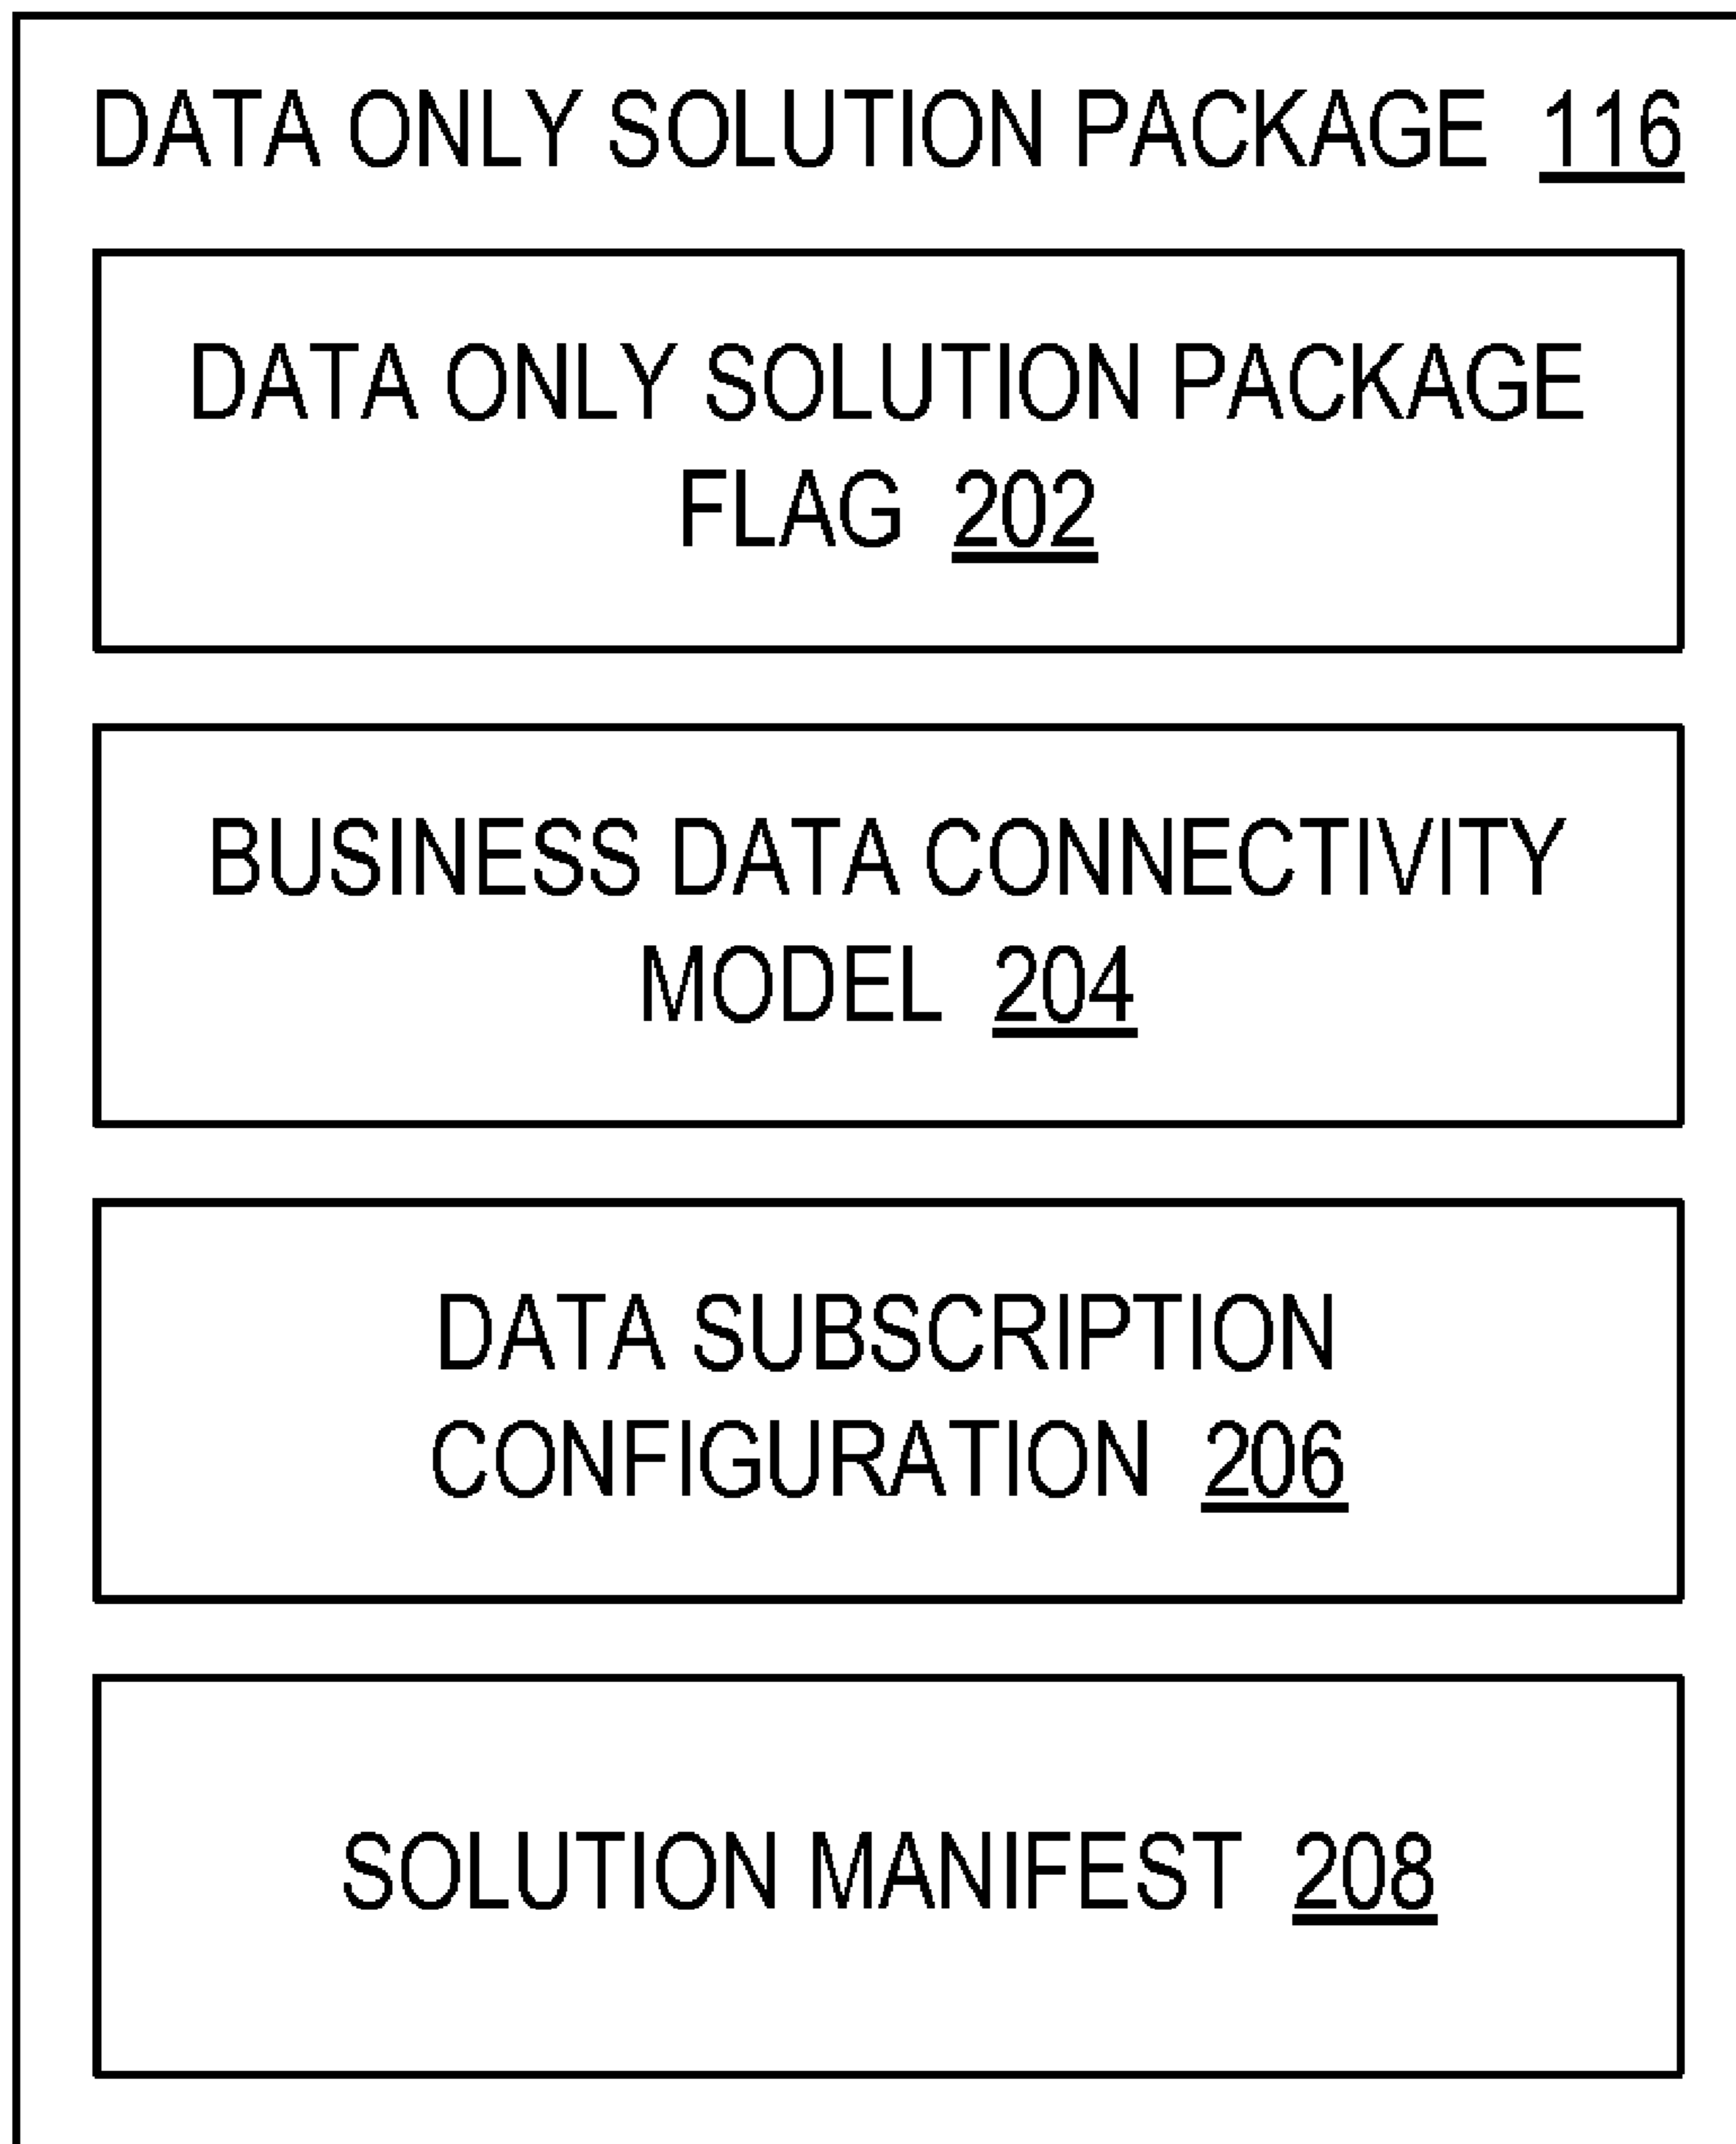 DATA ONLY SOLUTION PACKAGE 116
DATA ONLY SOLUTION PACKAGE
FLAG 202
BUSINESS DATA CONNECTIVITY
MODEL 204
DATA SUBSCRIPTION
CONFIGURATION 206
SOLUTION MANIFEST 208